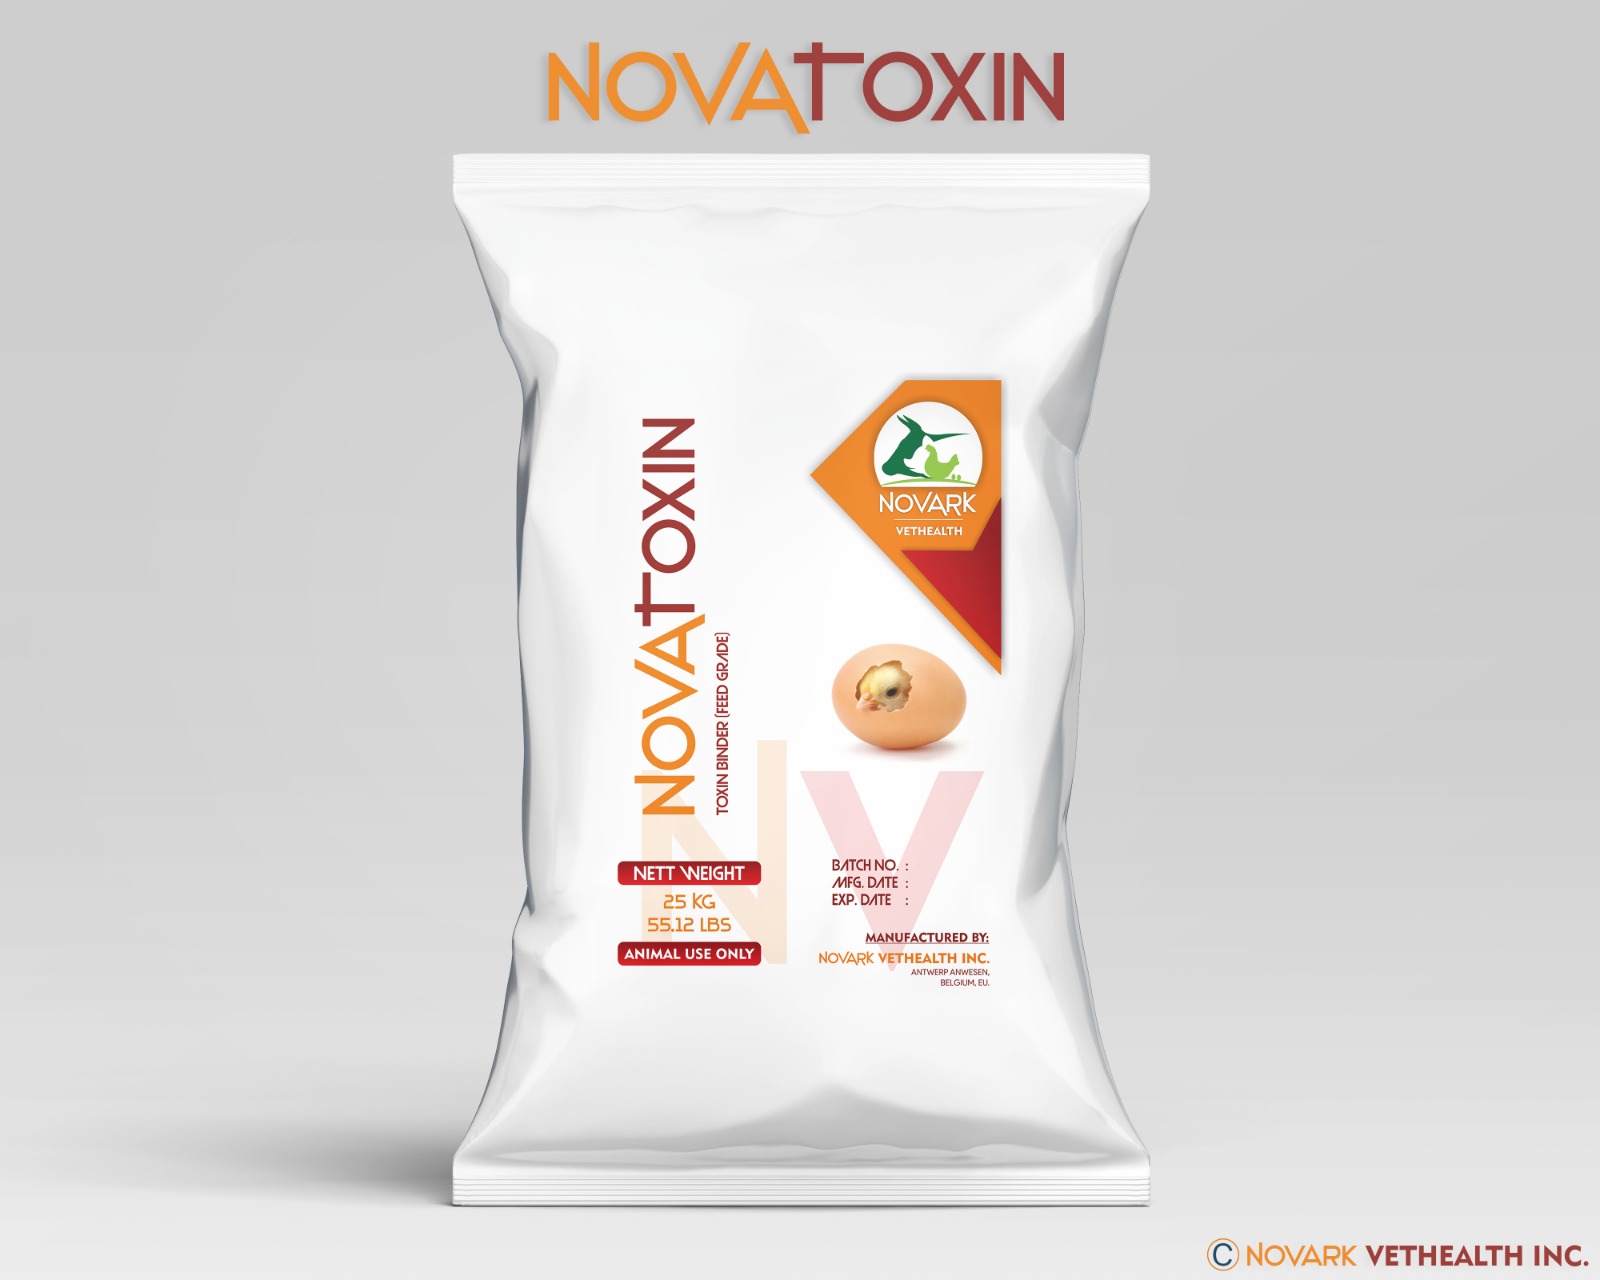 NOVATOXIN
NOVARK
VETHEALTH
NOVATOXIN
TOXIN BINDER (FEED GRADE)
NV
NETT WEIGHT
25 KG
55.12 LBS
ANIMAL USE ONLY
BATCH NO. :
MFG. DATE :
EXP. DATE :
MANUFACTURED BY:
NOVARK VETHEALTH INC.
ANTWERP ANWESEN,
BELGIUM, EU.
© NOVARK VETHEALTH INC.